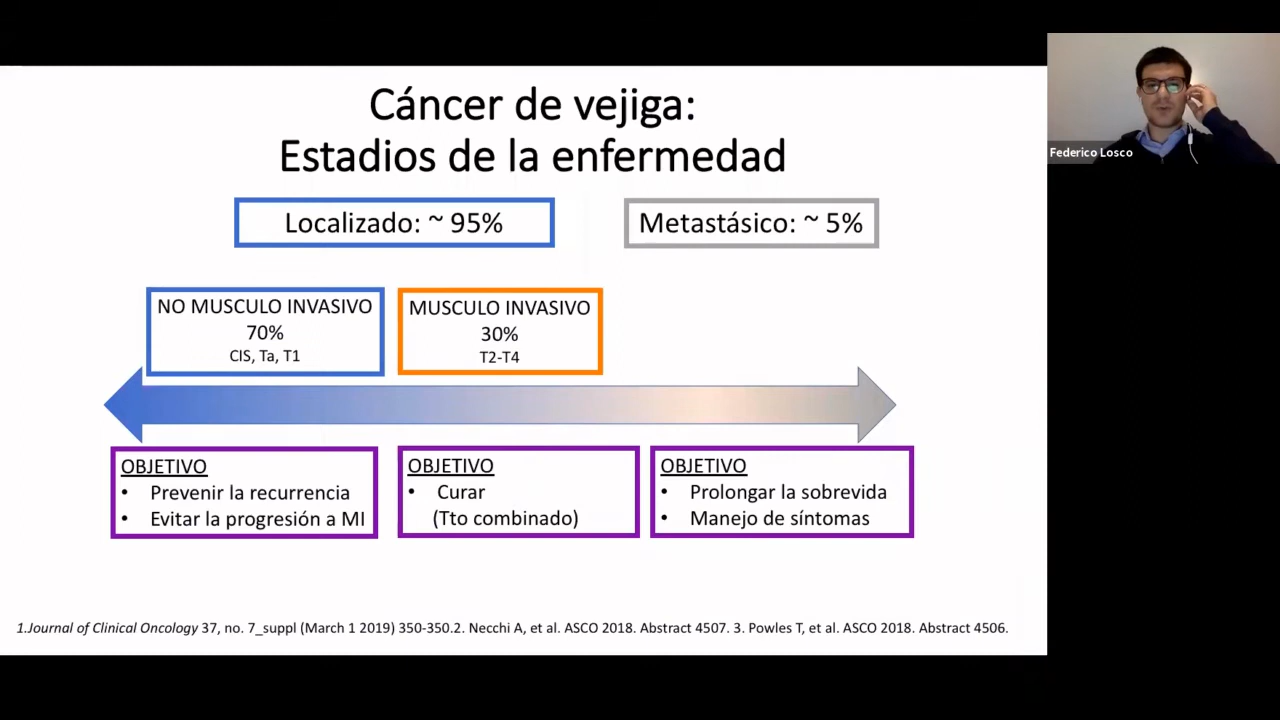 Cáncer de vejiga:
Estadios de la enfermedad
Localizado: ~ 95%
Metastásico: ~ 5%
NO MUSCULO INVASIVO
70%
CIS, Ta, T1
MUSCULO INVASIVO
30%
T2-T4
OBJETIVO
• Prevenir la recurrencia
• Evitar la progresión a MI
OBJETIVO
• Curar
(Tto combinado)
OBJETIVO
• Prolongar la sobrevida
• Manejo de síntomas
1.Journal of Clinical Oncology 37, no. 7_suppl (March 1 2019) 350-350.2. Necchi A, et al. ASCO 2018. Abstract 4507. 3. Powles T, et al. ASCO 2018. Abstract 4506.
Federico Losco